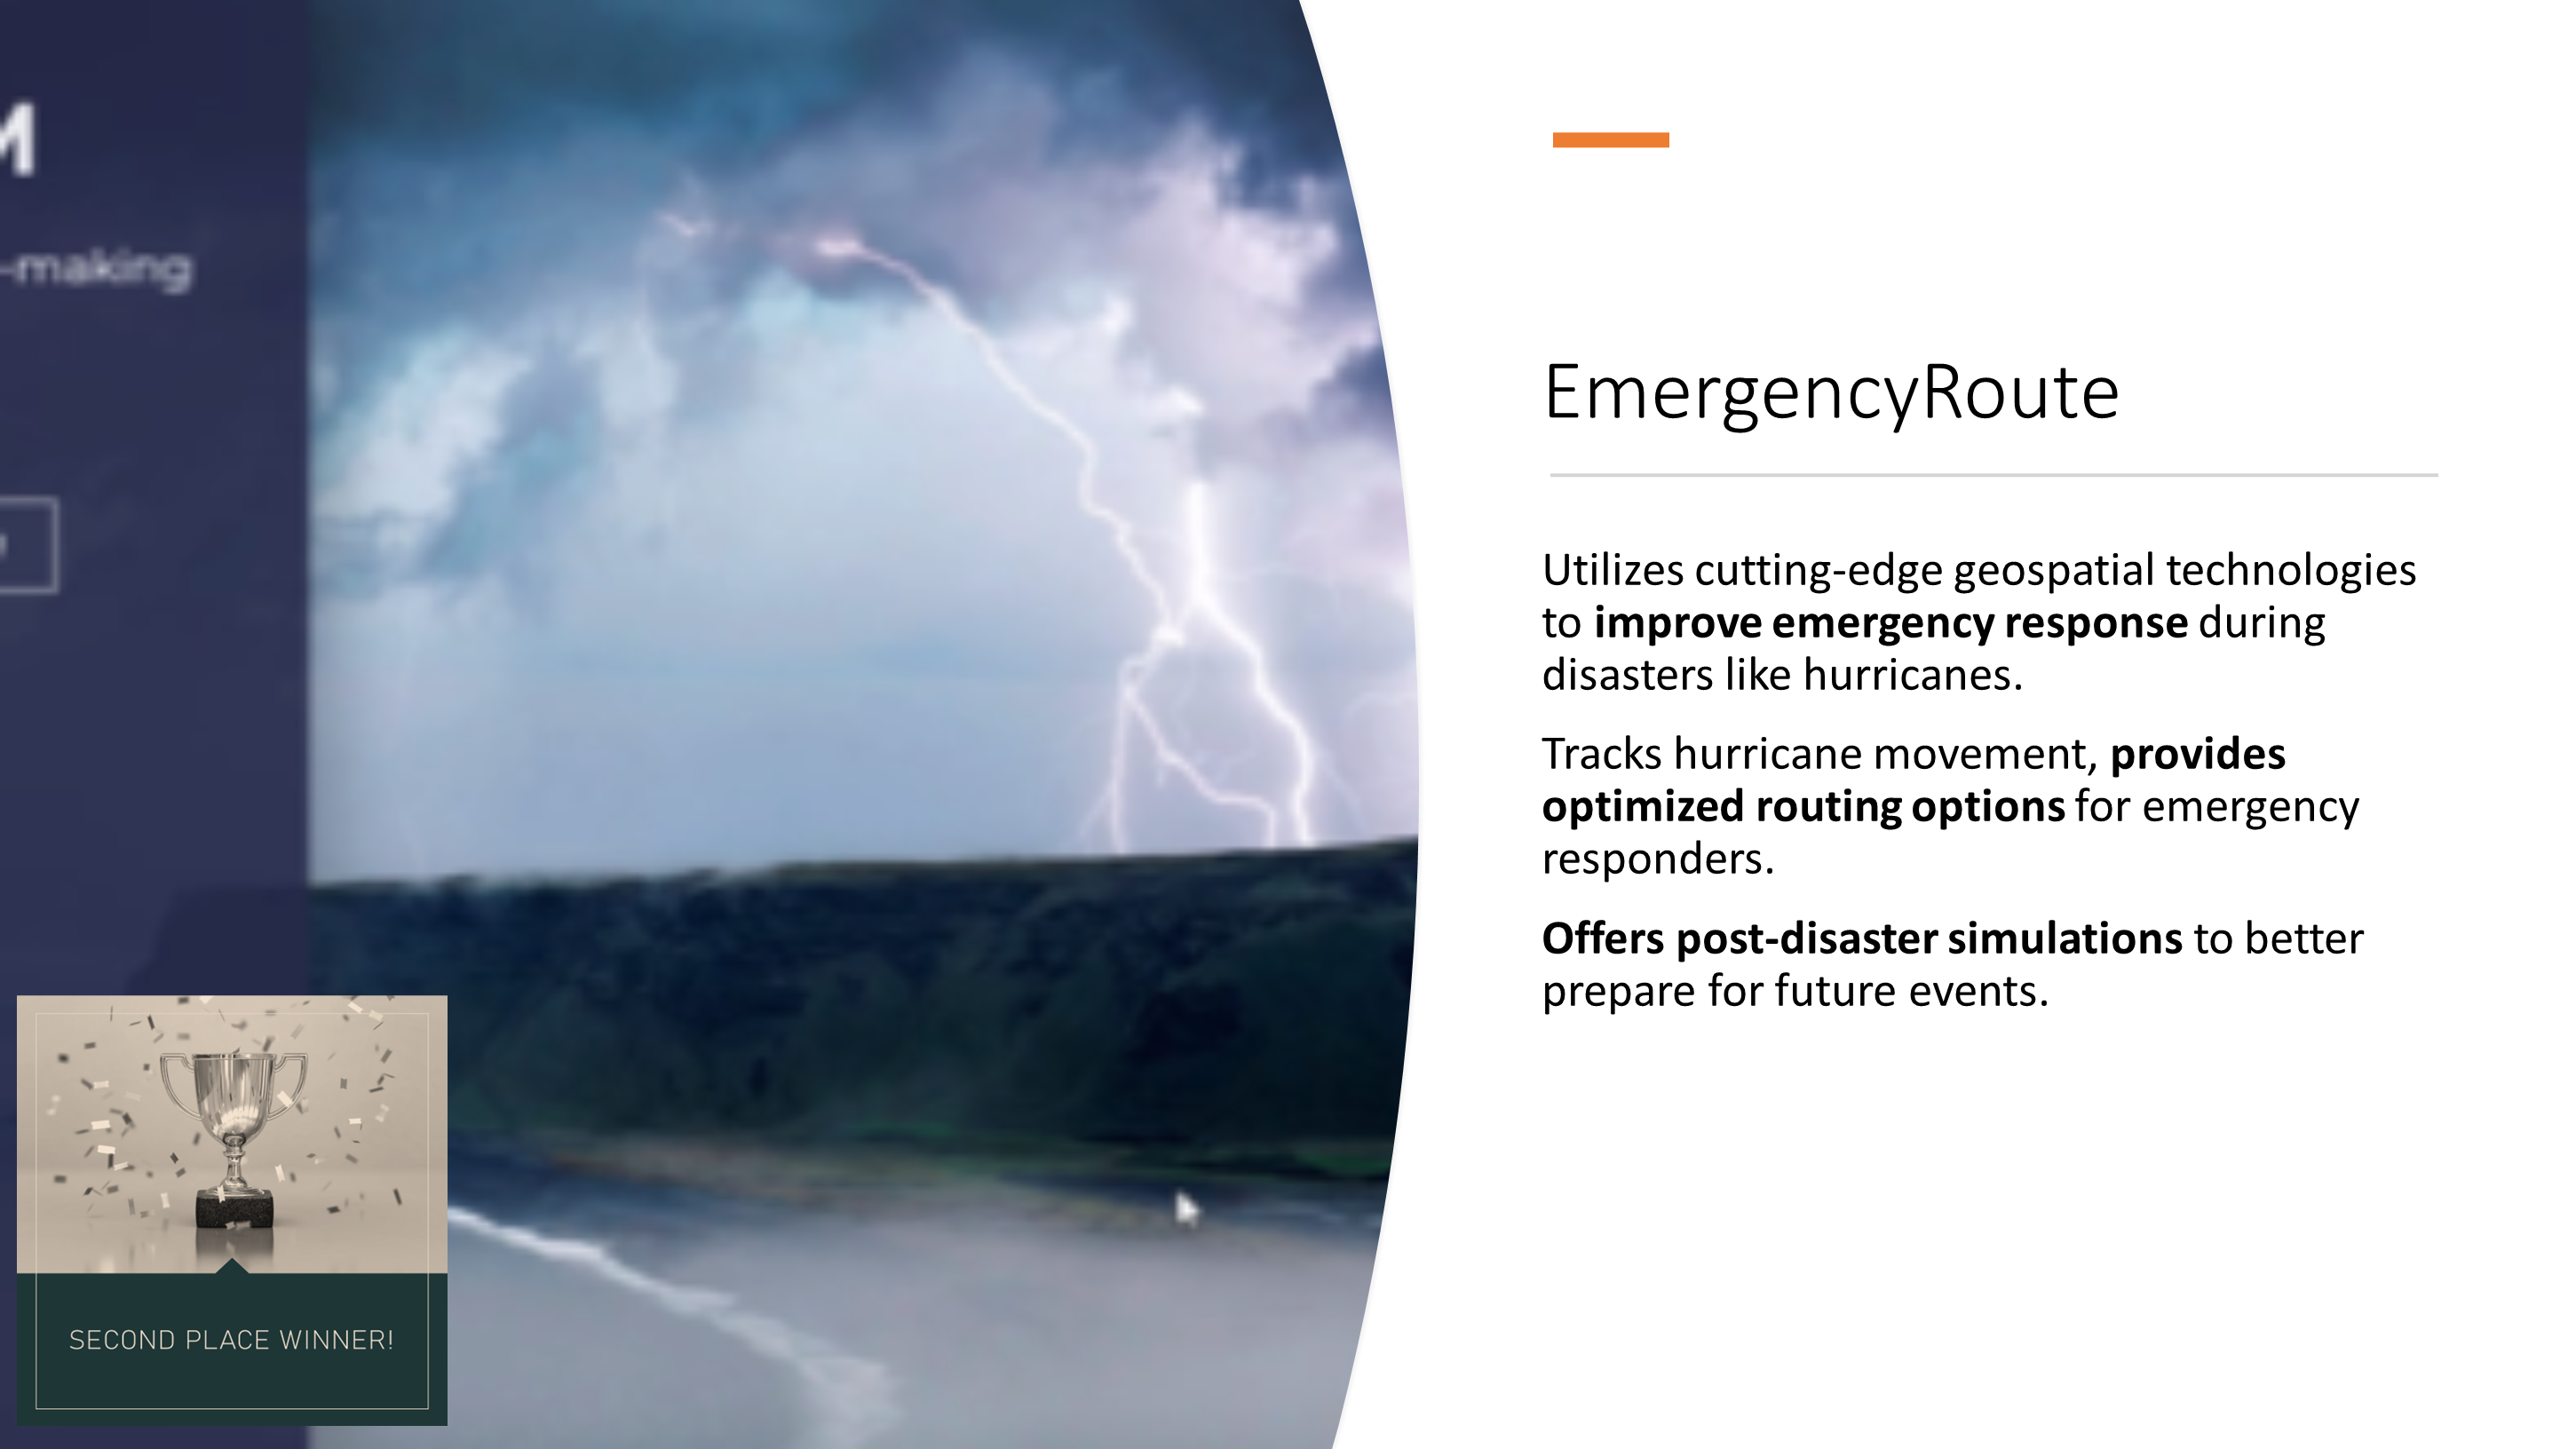 -making
EmergencyRoute
Utilizes cutting-edge geospatial technologies
to improve emergency response during
disasters like hurricanes.
Tracks hurricane movement, provides
optimized routing options for emergency
responders.
Offers post-disaster simulations to better
prepare for future events.
SECOND PLACE WINNER!